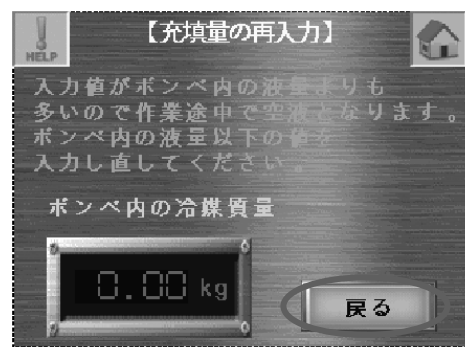 【充填量の再入力】
HELP
入力値がボンベ内の液量よりも
多いので作業途中で空液となります。
ボンベ内の液量以下の値を
入力し直してください。
ボンベ内の冷媒質量
0.00 kg
戻る